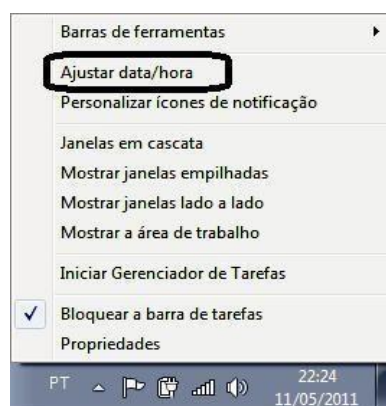 Barras de ferramentas
Ajustar data/hora
Personalizar ícones de notificação
Janelas em cascata
Mostrar janelas empilhadas
Mostrar janelas lado a lado
Mostrar a área de trabalho
Iniciar Gerenciador de Tarefas
Bloquear a barra de tarefas
Propriedades
PT 22:24
11/05/2011